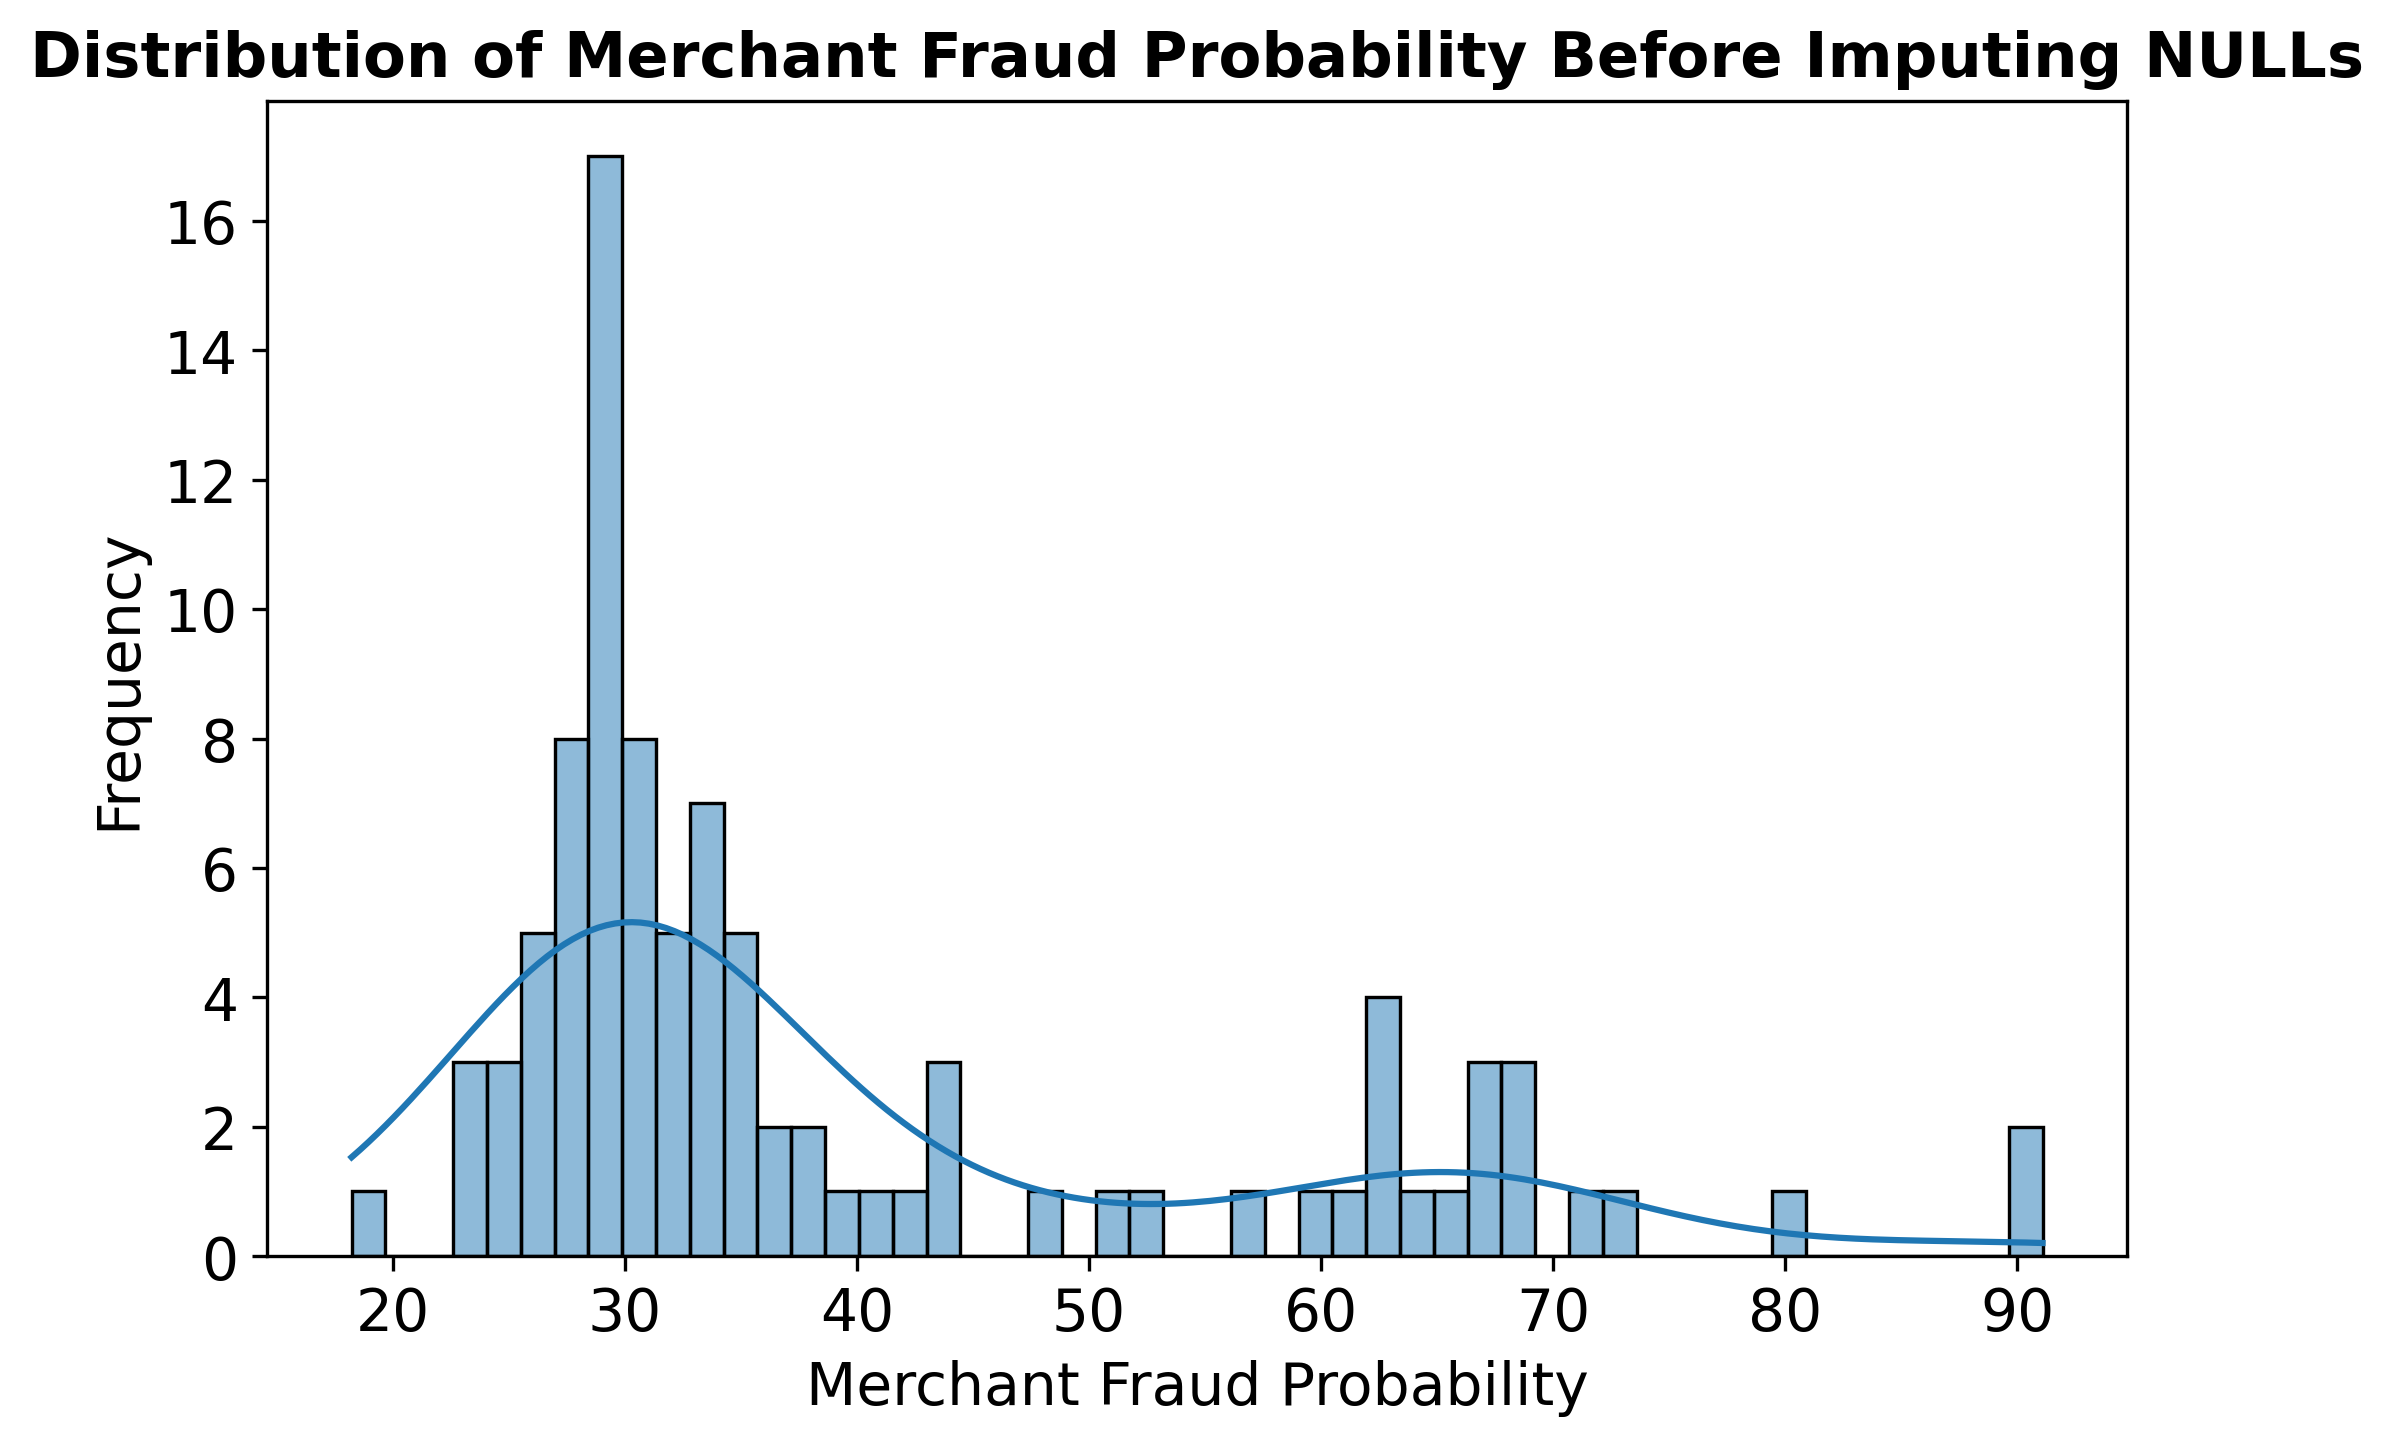 Distribution of Merchant Fraud Probability Before Imputing NULLs
16
14
12
10
8
6
4
2
0
Frequency
20 30 40 50 60 70 80 90
Merchant Fraud Probability